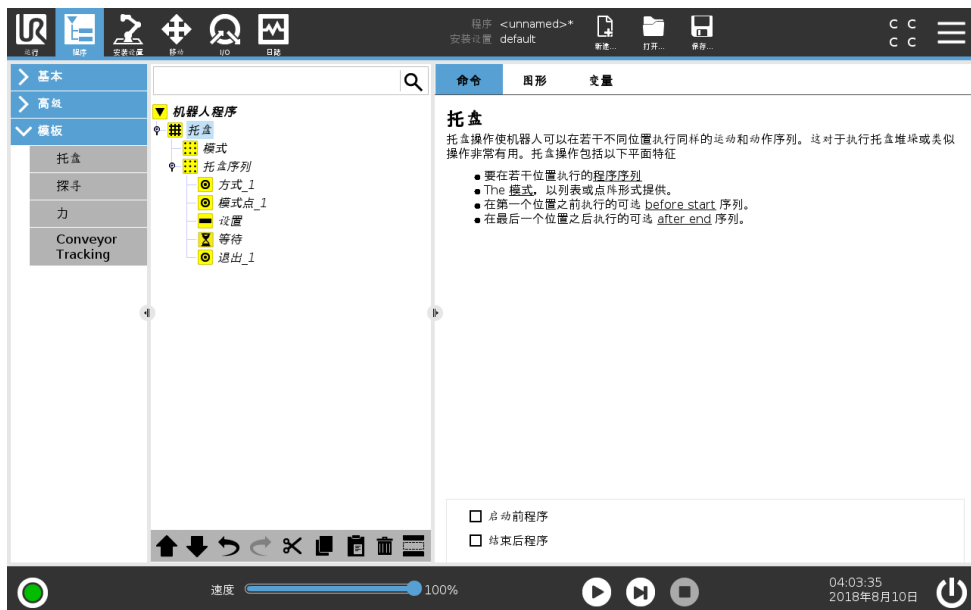 UR
运行
程序
安装设置
移动
I/O
日志
程序 <unnamed>*
安装设置 default
新建...
打开...
保存...
C C
C C
基本
高级
模板
托盘
探寻
力
Conveyor
Tracking
机器人程序
托盘
模式
托盘序列
方式_1
模式点_1
设置
等待
退出_1
命令 图形 变量
托盘
托盘操作使机器人可以在若干不同位置执行同样的运动和动作序列。这对于执行托盘堆垛或类似
操作非常有用。托盘操作包括以下平面特征
要在若干位置执行的程序序列
The 模式，以列表或点阵形式提供。
在第一个位置之前执行的可选 before start 序列。
在最后一个位置之后执行的可选 after end 序列。
启动前程序
结束后程序
速度 100%
04:03:35
2018年8月10日